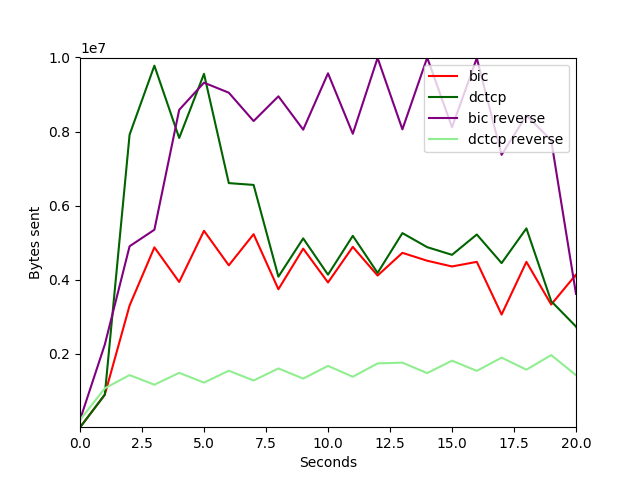 1e7
1.0
0.8
0.6
0.4
0.2
Bytes sent
bic
dctcp
bic reverse
dctcp reverse
0.0 2.5 5.0 7.5 10.0 12.5 15.0 17.5 20.0
Seconds